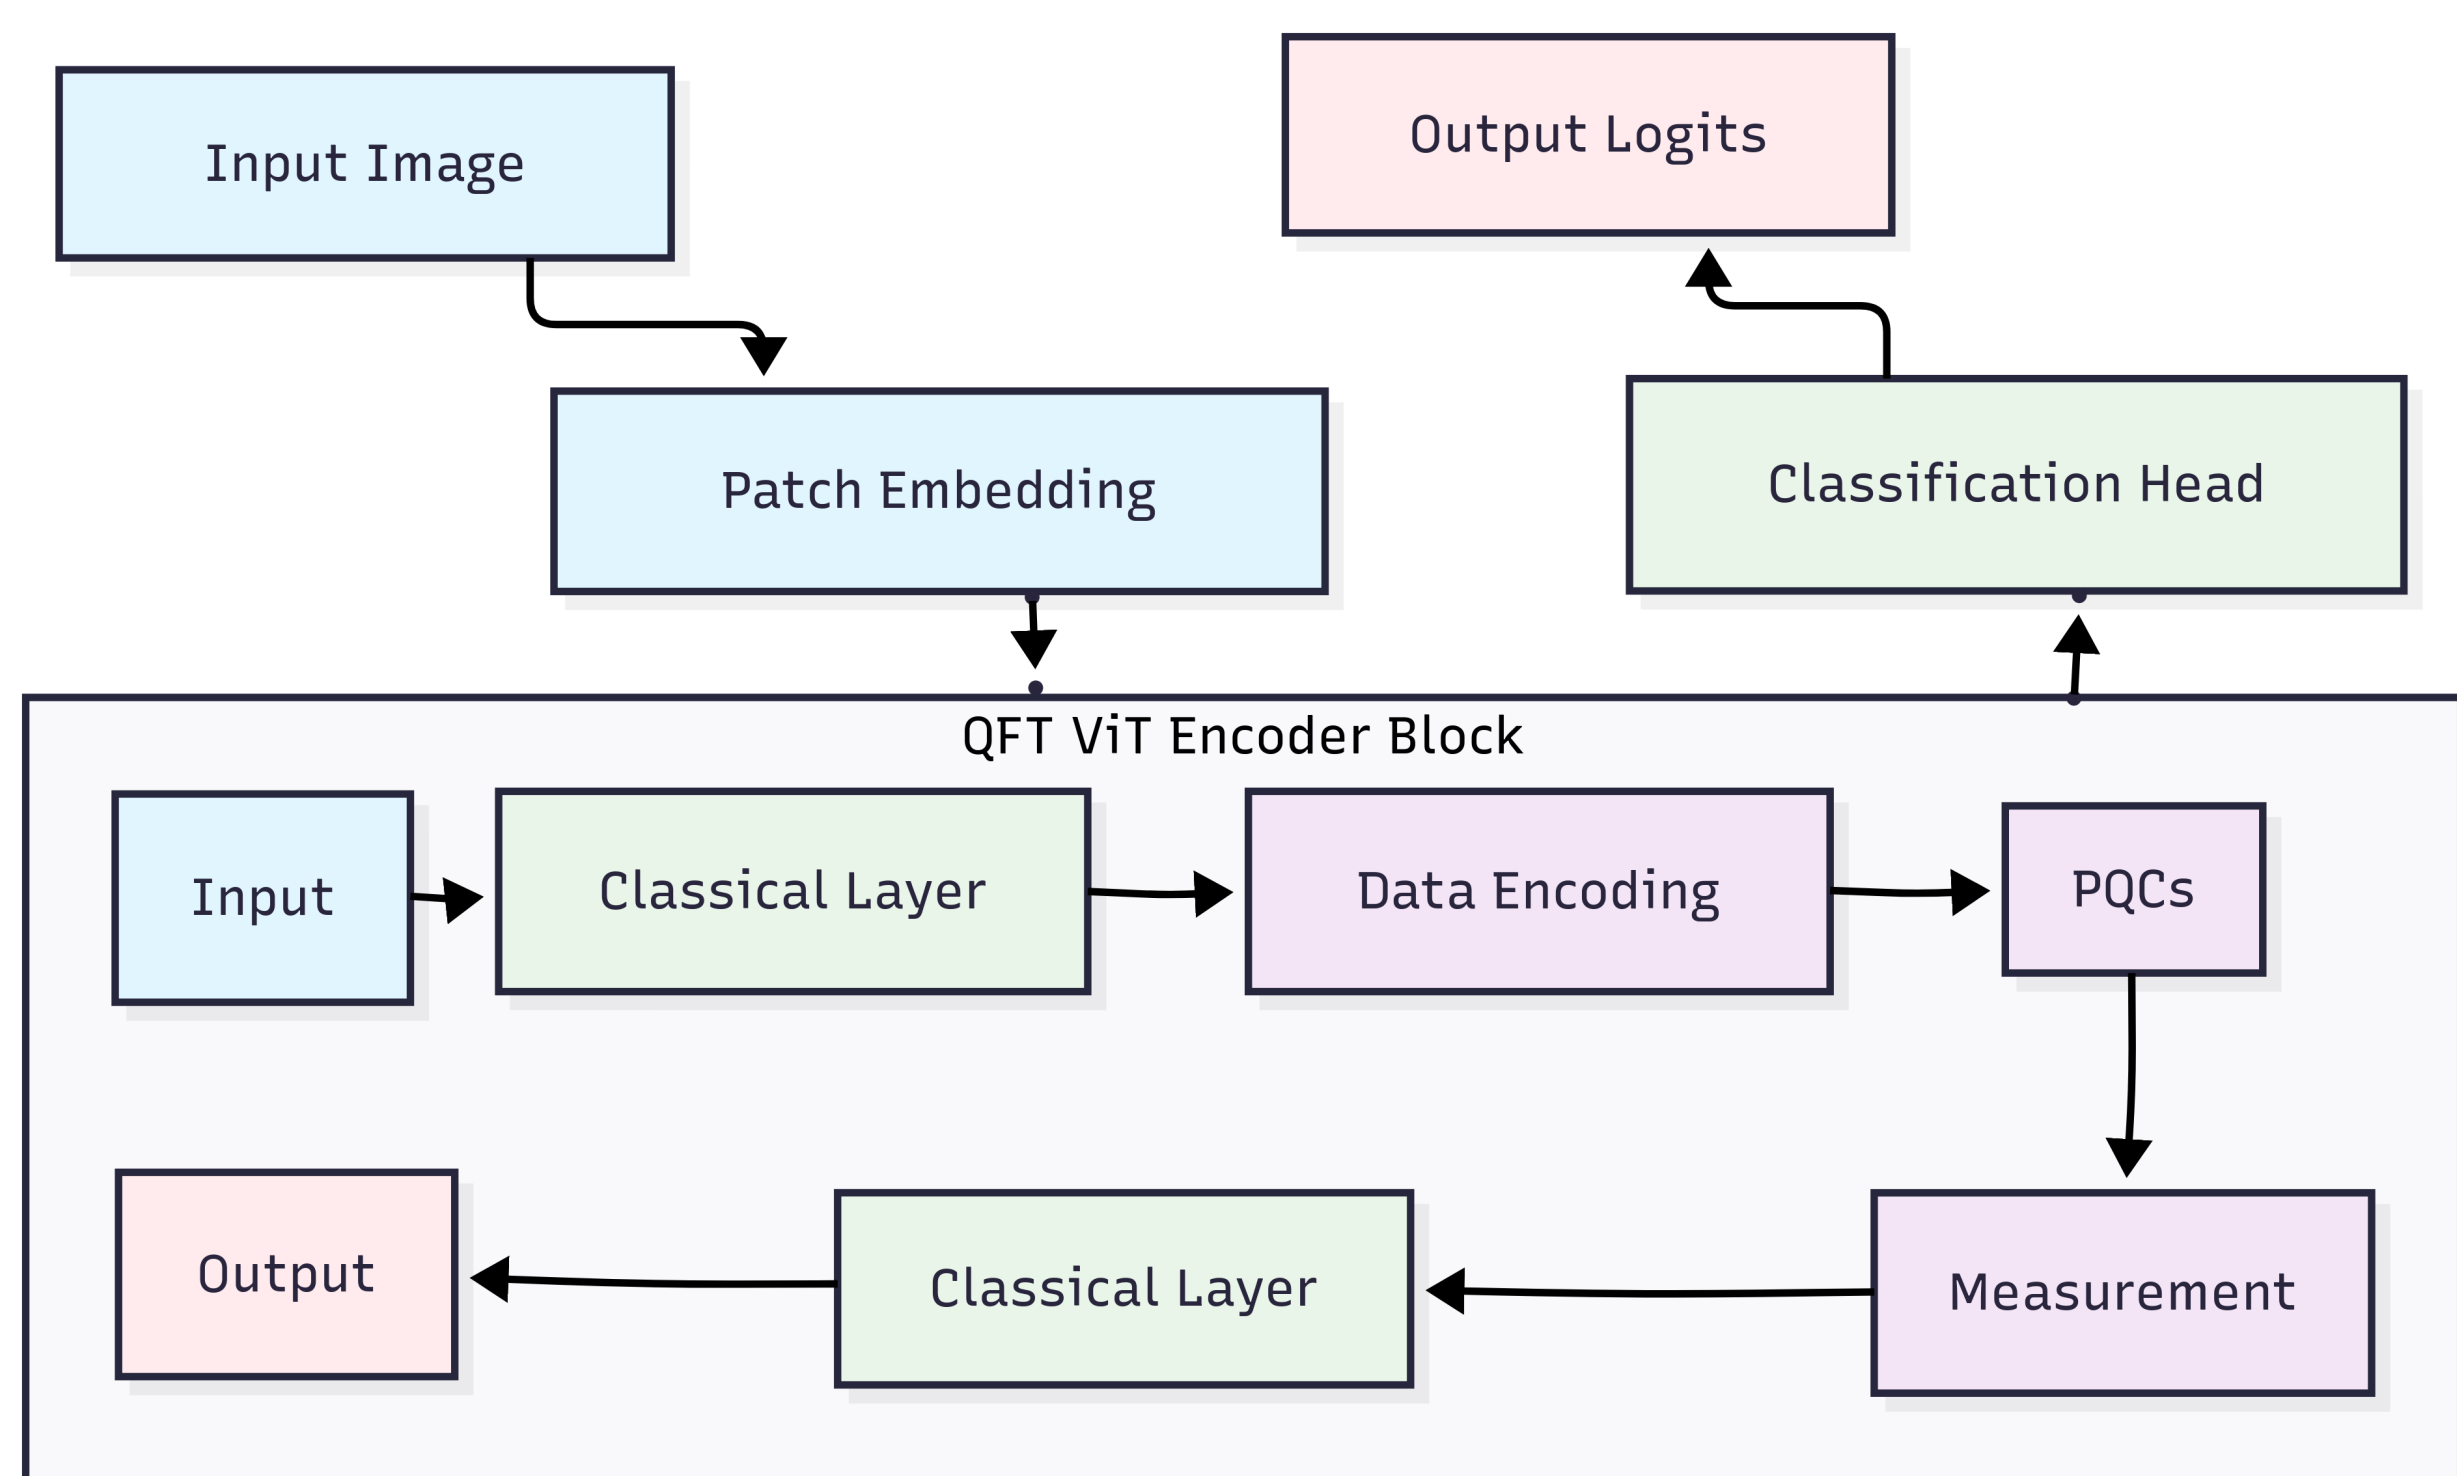 Input Image
Output Logits
Patch Embedding
Classification Head
QFT ViT Encoder Block
Input
Classical Layer
Data Encoding
PQCs
Output
Classical Layer
Measurement